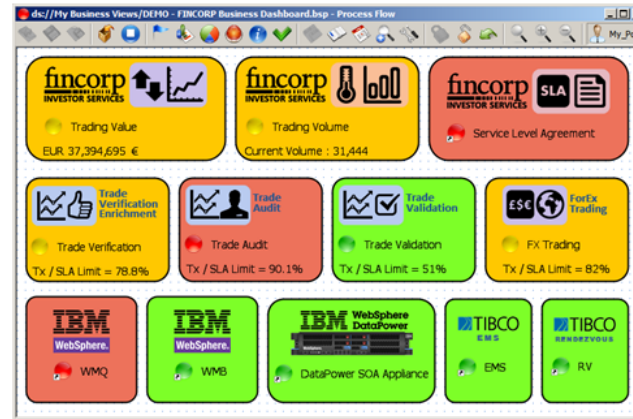 ds://My Business Views/DEMO - FINCORP Business Dashboard.bsp - Process Flow
My_Po
fincorp
INVESTOR SERVICES
Trading Value
EUR 37,394,695 €
fincorp
INVESTOR SERVICES
Trading Volume
Current Volume : 31,444
fincorp
INVESTOR SERVICES
SLA
Service Level Agreement
Trade
Verification
Enrichment
Trade Verification
Tx / SLA Limit = 78.8%
Trade
Audit
Trade Audit
Tx / SLA Limit = 90.1%
Trade
Validation
Trade Validation
Tx / SLA Limit = 51%
£$€
ForEx
Trading
FX Trading
Tx / SLA Limit = 82%
IBM
WebSphere.
WMQ
IBM
WebSphere.
WMB
IBM WebSphere
DataPower
DataPower SOA Appliance
TIBCO
EMS
EMS
TIBCO
RENDEZVOUS
RV